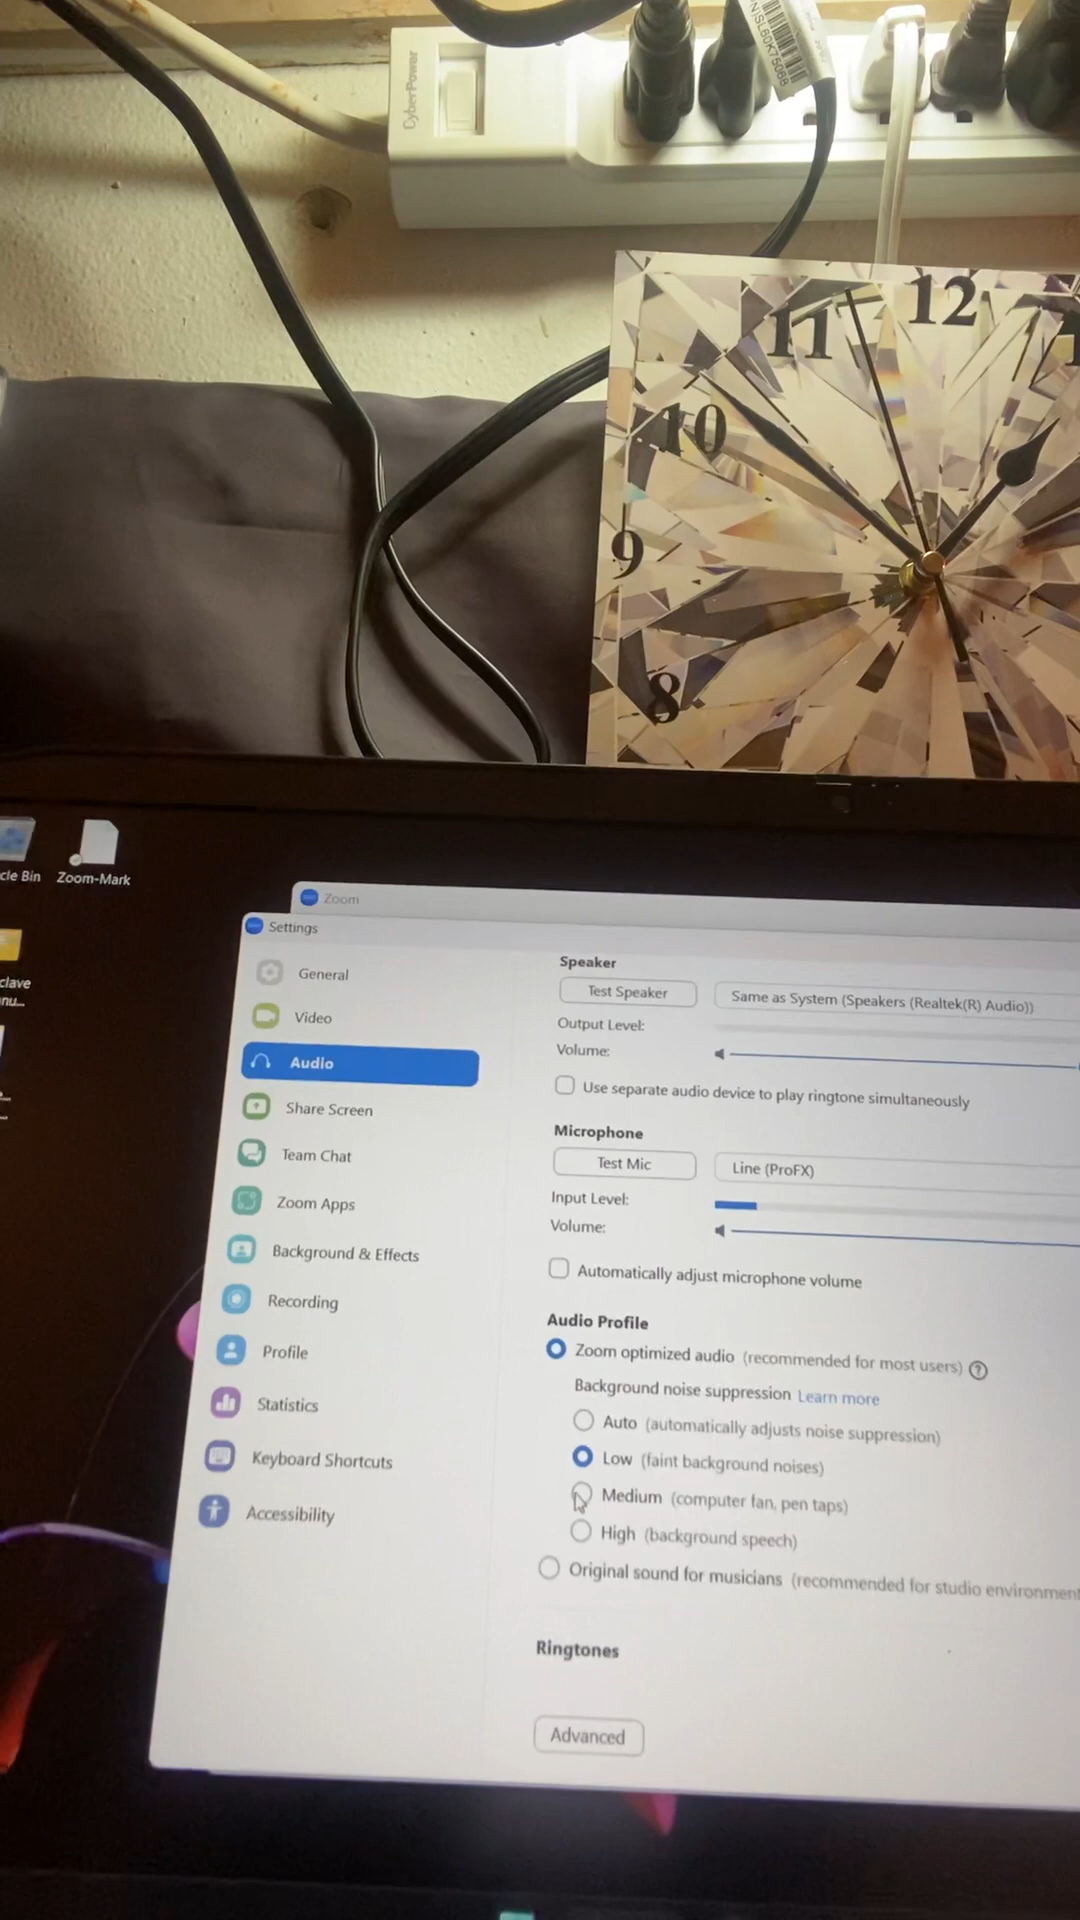 CyberPower
N)SL60K75068
12
11
10
9
8
cle Bin
Zoom-Mark
clave
nu...
Zoom
Settings
General
Video
Audio
Share Screen
Team Chat
Zoom Apps
Background & Effects
Recording
Profile
Statistics
Keyboard Shortcuts
Accessibility
Speaker
Test Speaker
Same as System (Speakers (Realtek(R) Audio))
Output Level:
Volume:
Use separate audio device to play ringtone simultaneously
Microphone
Test Mic
Line (ProFX)
Input Level:
Volume:
Automatically adjust microphone volume
Audio Profile
Zoom optimized audio (recommended for most users) ?
Background noise suppression Learn more
Auto (automatically adjusts noise suppression)
Low (faint background noises)
Medium (computer fan, pen taps)
High (background speech)
Original sound for musicians (recommended for studio environment
Ringtones
Advanced